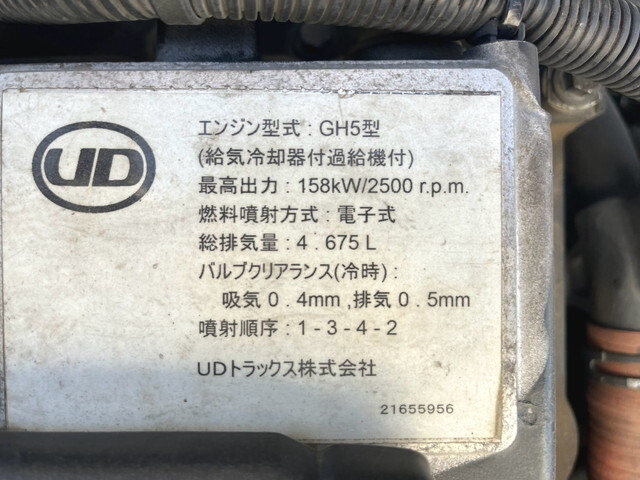 UD
エンジン型式 : GH5型
(給気冷却器付過給機付)
最高出力 : 158kW/2500 r.p.m.
燃料噴射方式 : 電子式
総排気量 : 4 . 675 L
バルブクリアランス(冷時) :
吸気 0 . 4mm ,排気 0 . 5mm
噴射順序 : 1 - 3 - 4 - 2
UDトラックス株式会社
21655956